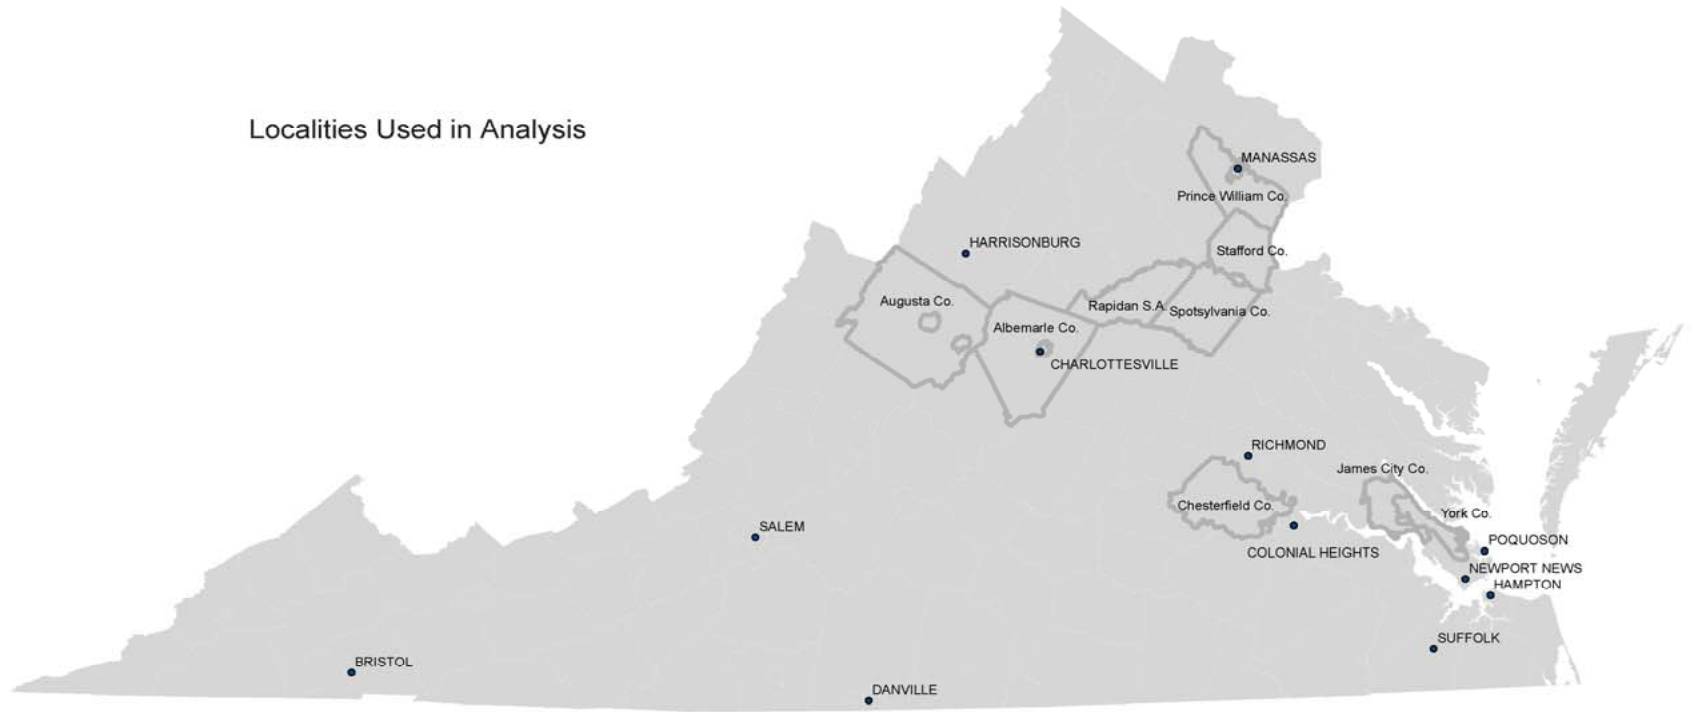 Localities Used in Analysis
MANASSAS
Prince William Co.
HARRISONBURG
Stafford Co.
Augusta Co.
Rapidan S.A.
Spotsylvania Co.
Albemarle Co.
CHARLOTTESVILLE
RICHMOND
James City Co.
Chesterfield Co.
York Co.
SALEM
COLONIAL HEIGHTS
POQUOSON
NEWPORT NEWS
HAMPTON
SUFFOLK
BRISTOL
DANVILLE